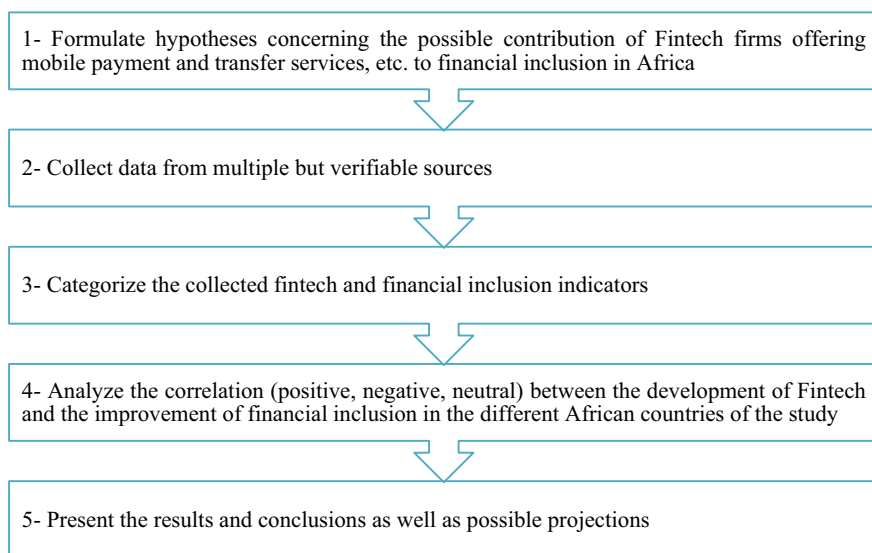 1- Formulate hypotheses concerning the possible contribution of Fintech firms offering
mobile payment and transfer services, etc. to financial inclusion in Africa
2- Collect data from multiple but verifiable sources
3- Categorize the collected fintech and financial inclusion indicators
4- Analyze the correlation (positive, negative, neutral) between the development of Fintech
and the improvement of financial inclusion in the different African countries of the study
5- Present the results and conclusions as well as possible projections